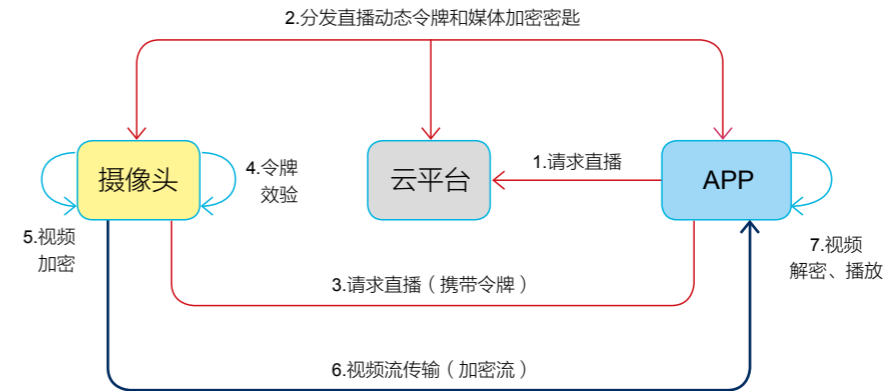 2.分发直播动态令牌和媒体加密密匙
摄像头
4.令牌
效验
云平台
1.请求直播
APP
5.视频
加密
7.视频
解密、播放
3.请求直播（携带令牌）
6.视频流传输（加密流）